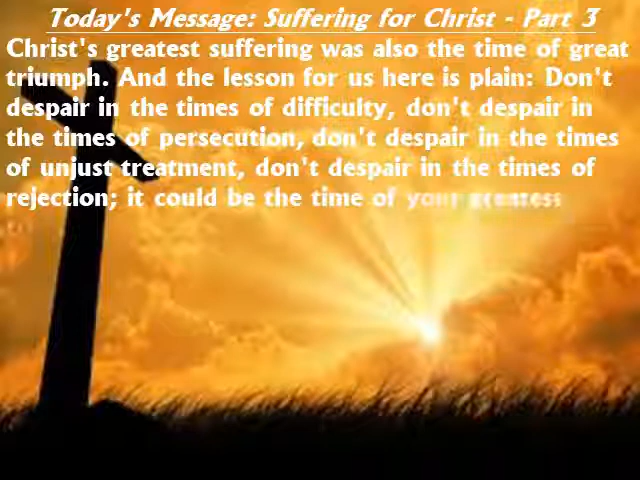 Today's Message: Suffering for Christ - Part 3
Christ's greatest suffering was also the time of great
triumph. And the lesson for us here is plain: Don't
despair in the times of difficulty, don't despair in
the times of persecution, don't despair in the times
of unjust treatment, don't despair in the times of
rejection; it could be the time of your